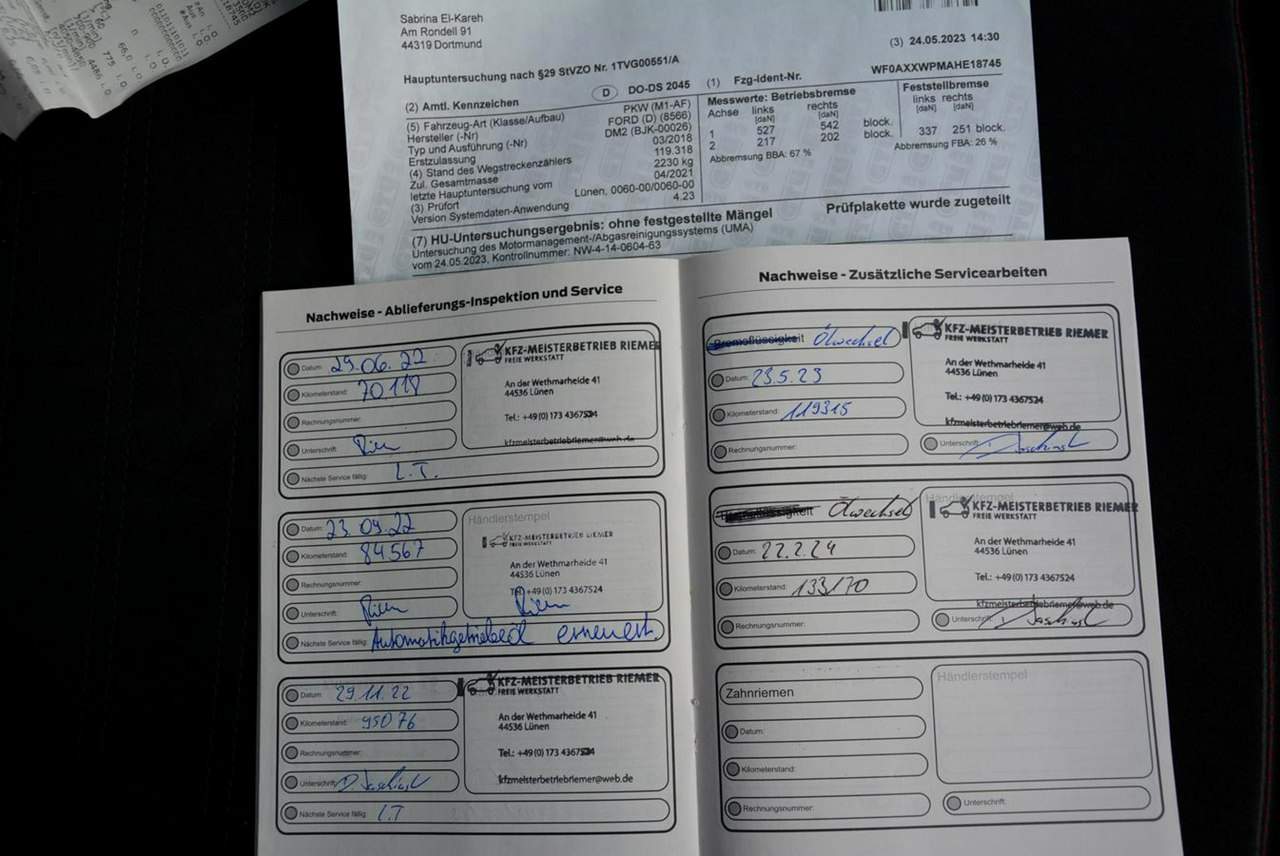 Sabrina El-Kareh
Am Rondell 91
44319 Dortmund
(3) 24.05.2023 14:30
Hauptuntersuchung nach §29 StVZO Nr. 1TVG00551/A
(2) Amtl. Kennzeichen D DO-DS 2045
(1) Fzg-Ident-Nr. WF0AXXWPMAHE18745
(5) Fahrzeug-Art (Klasse/Aufbau) PKW (M1-AF)
Hersteller (-Nr) FORD (D) (8566)
Typ und Ausführung (-Nr) DM2 (BJK-00026)
Erstzulassung 03/2018
(4) Stand des Wegstreckenzählers 119.318
Zul. Gesamtmasse 2230 kg
letzte Hauptuntersuchung vom 04/2021
(3) Prüfort Lünen, 0060-00/0060-00
Version Systemdaten-Anwendung 4.23
Messwerte: Betriebsbremse Feststellbremse
Achse links rechts links rechts
[daN] [daN] [daN] [daN]
1 527 542 block.
2 217 202 block. 337 251 block.
Abbremsung BBA: 67 % Abbremsung FBA: 26 %
(7) HU-Untersuchungsergebnis: ohne festgestellte Mängel Prüfplakette wurde zugeteilt
Untersuchung des Motormanagement-/Abgasreinigungssystems (UMA)
vom 24.05.2023, Kontrollnummer: NW-4-14-0604-63
Nachweise - Ablieferungs-Inspektion und Service
Datum: 29.06.22
Kilometerstand: 70118
Rechnungsnummer:
Unterschrift:
Nächste Service fällig: L.T.
KFZ-MEISTERBETRIEB RIEMER
FREIE WERKSTATT
An der Wethmarheide 41
44536 Lünen
Tel.: +49 (0) 173 4367524
kfzmeisterbetriebriemer@web.de
Datum: 23.09.22
Kilometerstand: 84567
Rechnungsnummer:
Unterschrift:
Nächste Service fällig: Automatikgetriebeöl erneuert.
Händlerstempel
KFZ-MEISTERBETRIEB RIEMER
FREIE WERKSTATT
An der Wethmarheide 41
44536 Lünen
Tel.: +49 (0) 173 4367524
Datum: 29.11.22
Kilometerstand: 95076
Rechnungsnummer:
Unterschrift:
Nächste Service fällig: L.T
KFZ-MEISTERBETRIEB RIEMER
FREIE WERKSTATT
An der Wethmarheide 41
44536 Lünen
Tel.: +49 (0) 173 4367524
kfzmeisterbetriebriemer@web.de
Nachweise - Zusätzliche Servicearbeiten
Bremsflüssigkeit Ölwechsel
Datum: 23.5.23
Kilometerstand: 119315
Rechnungsnummer:
KFZ-MEISTERBETRIEB RIEMER
FREIE WERKSTATT
An der Wethmarheide 41
44536 Lünen
Tel.: +49 (0) 173 4367524
kfzmeisterbetriebriemer@web.de
Unterschrift:
Bremsflüssigkeit Ölwechsel
Datum: 22.2.24
Kilometerstand: 133170
Rechnungsnummer:
Händlerstempel
KFZ-MEISTERBETRIEB RIEMER
FREIE WERKSTATT
An der Wethmarheide 41
44536 Lünen
Tel.: +49 (0) 173 4367524
kfzmeisterbetriebriemer@web.de
Unterschrift:
Zahnriemen
Datum:
Kilometerstand:
Rechnungsnummer:
Händlerstempel
Unterschrift: